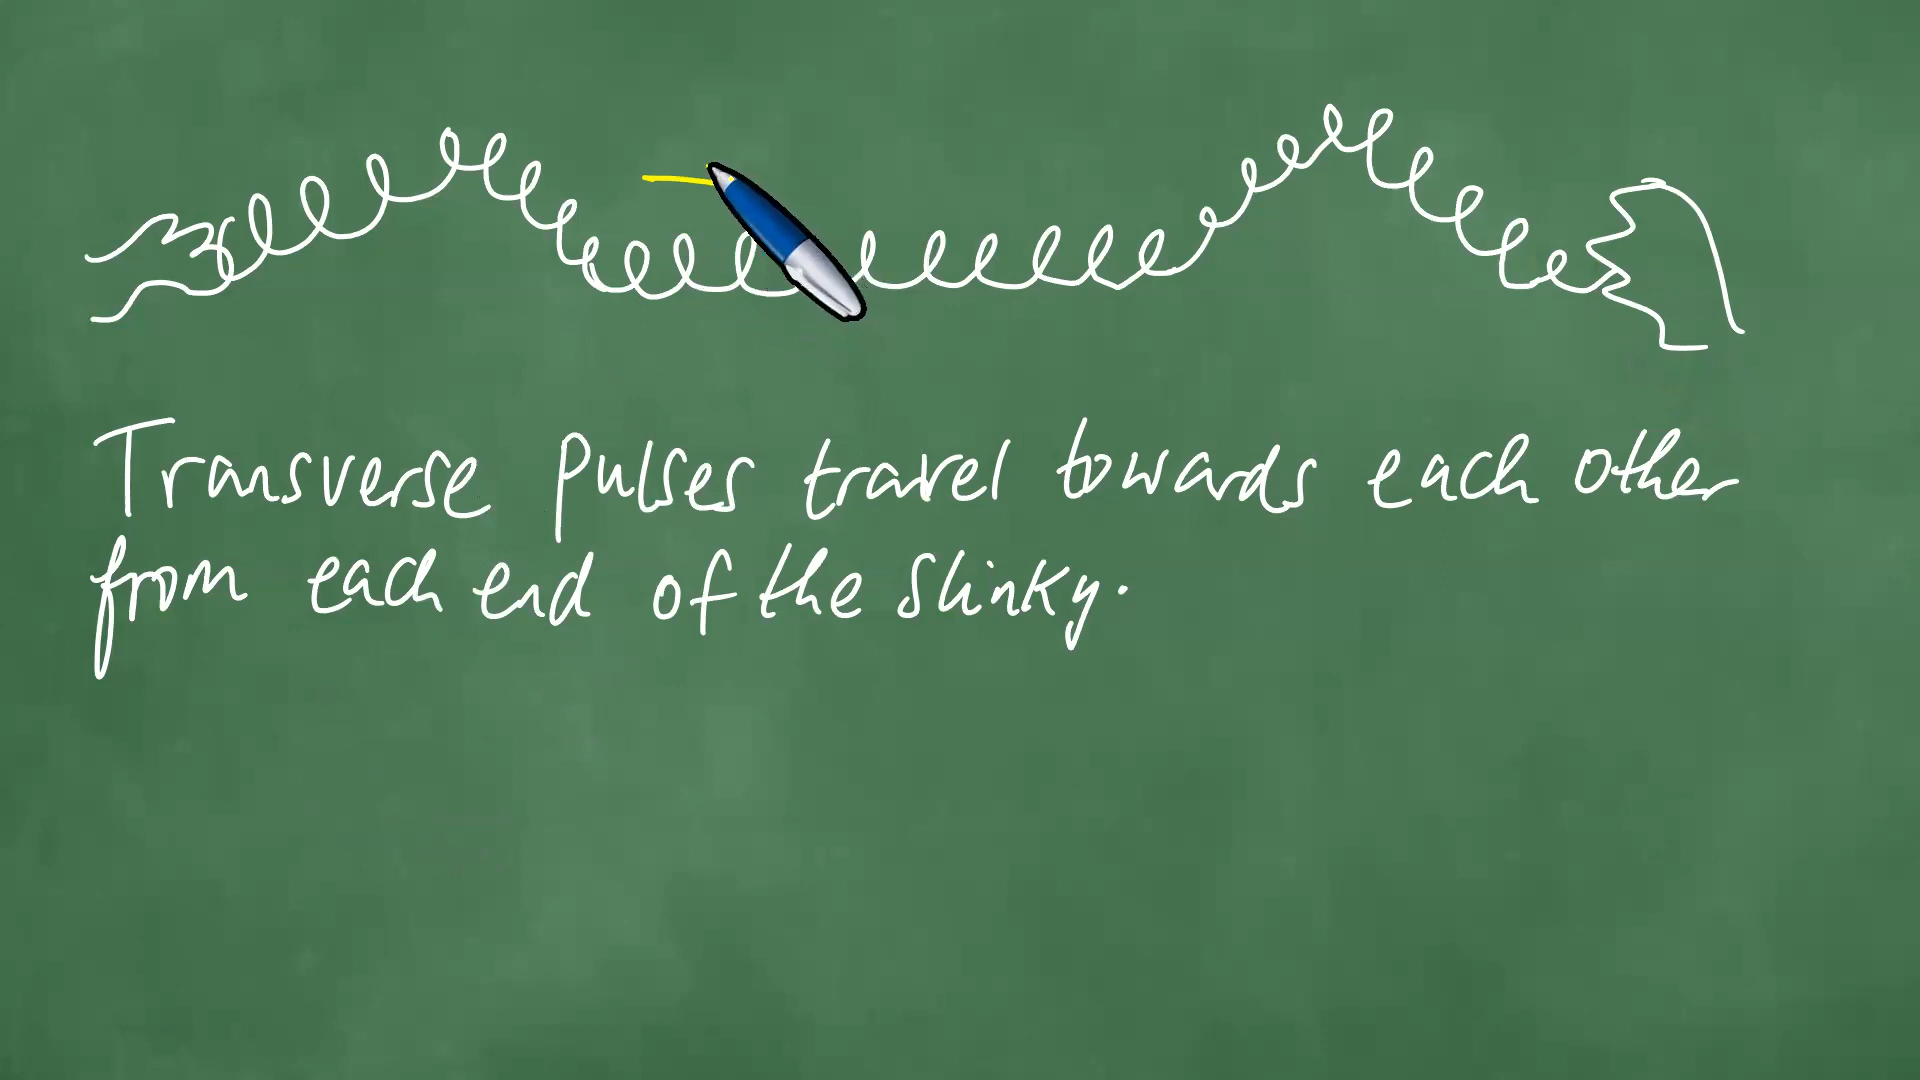 Transverse pulses travel towards each other
from each end of the slinky.